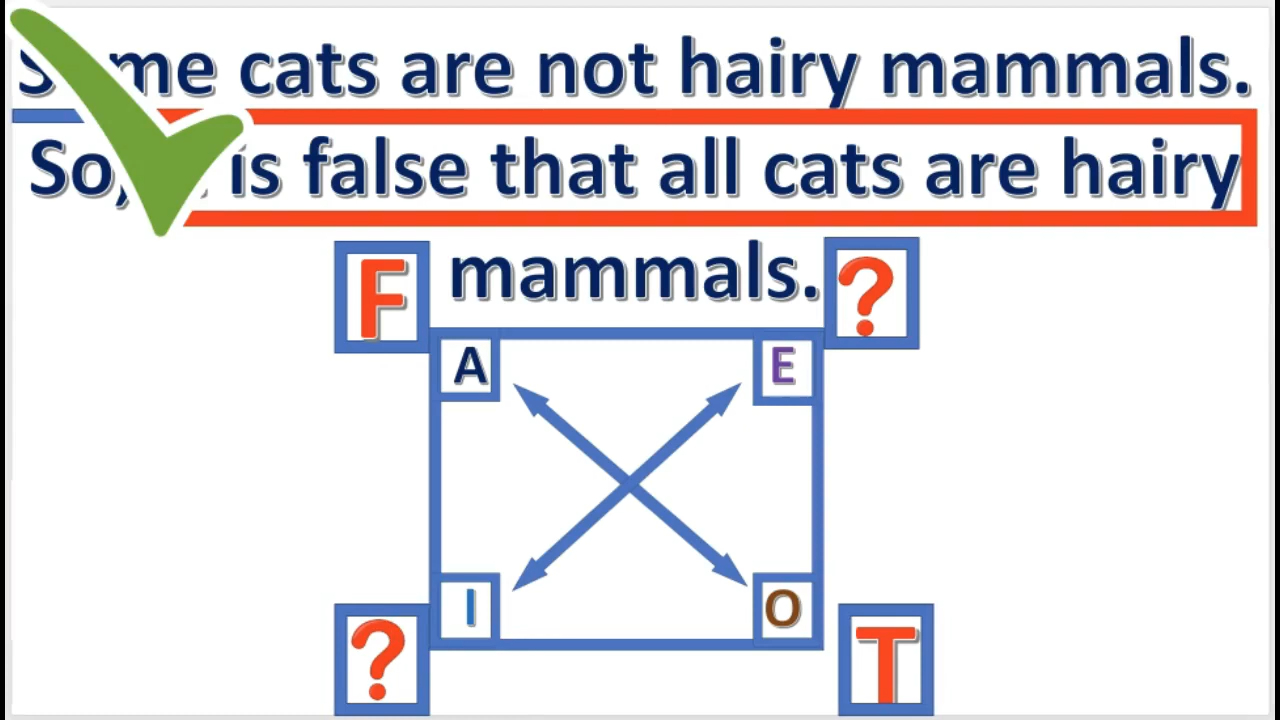 me cats are not hairy mammals.
So, is false that all cats are hairy
mammals.
F
?
A
E
I
O
?
T